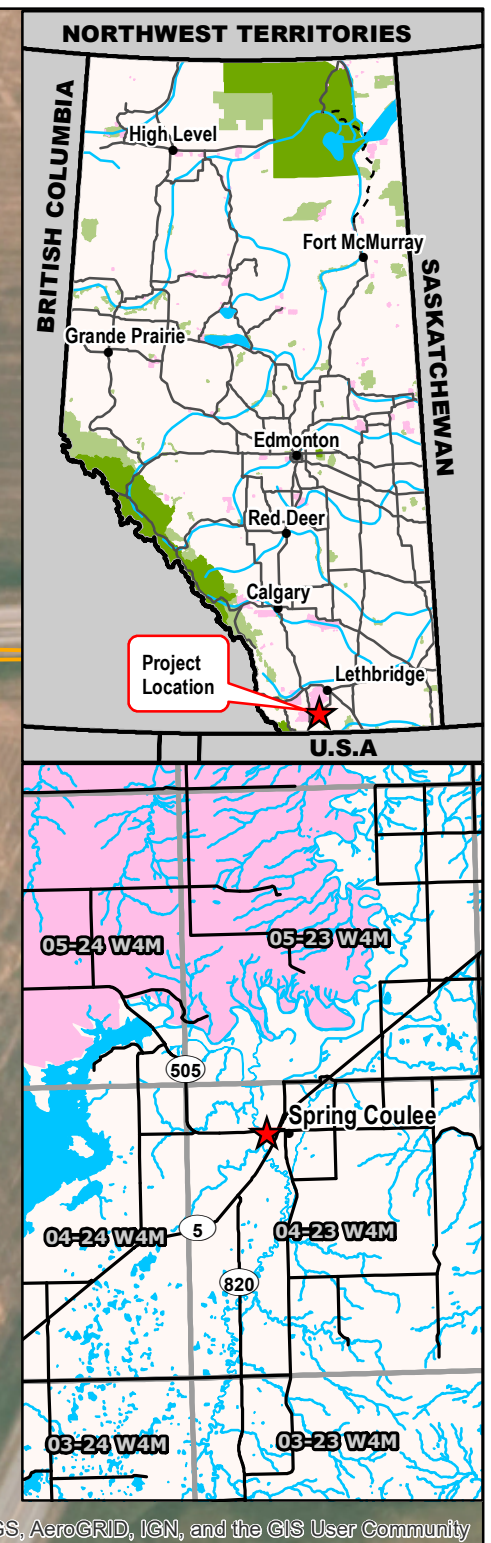 NORTHWEST TERRITORIES
BRITISH COLUMBIA
High Level
Fort McMurray
SASKATCHEWAN
Grande Prairie
Edmonton
Red Deer
Calgary
Project
Location
Lethbridge
U.S.A
05-24 W4M
05-23 W4M
505
Spring Coulee
04-24 W4M
5
04-23 W4M
820
03-24 W4M
03-23 W4M
GS, AeroGRID, IGN, and the GIS User Community